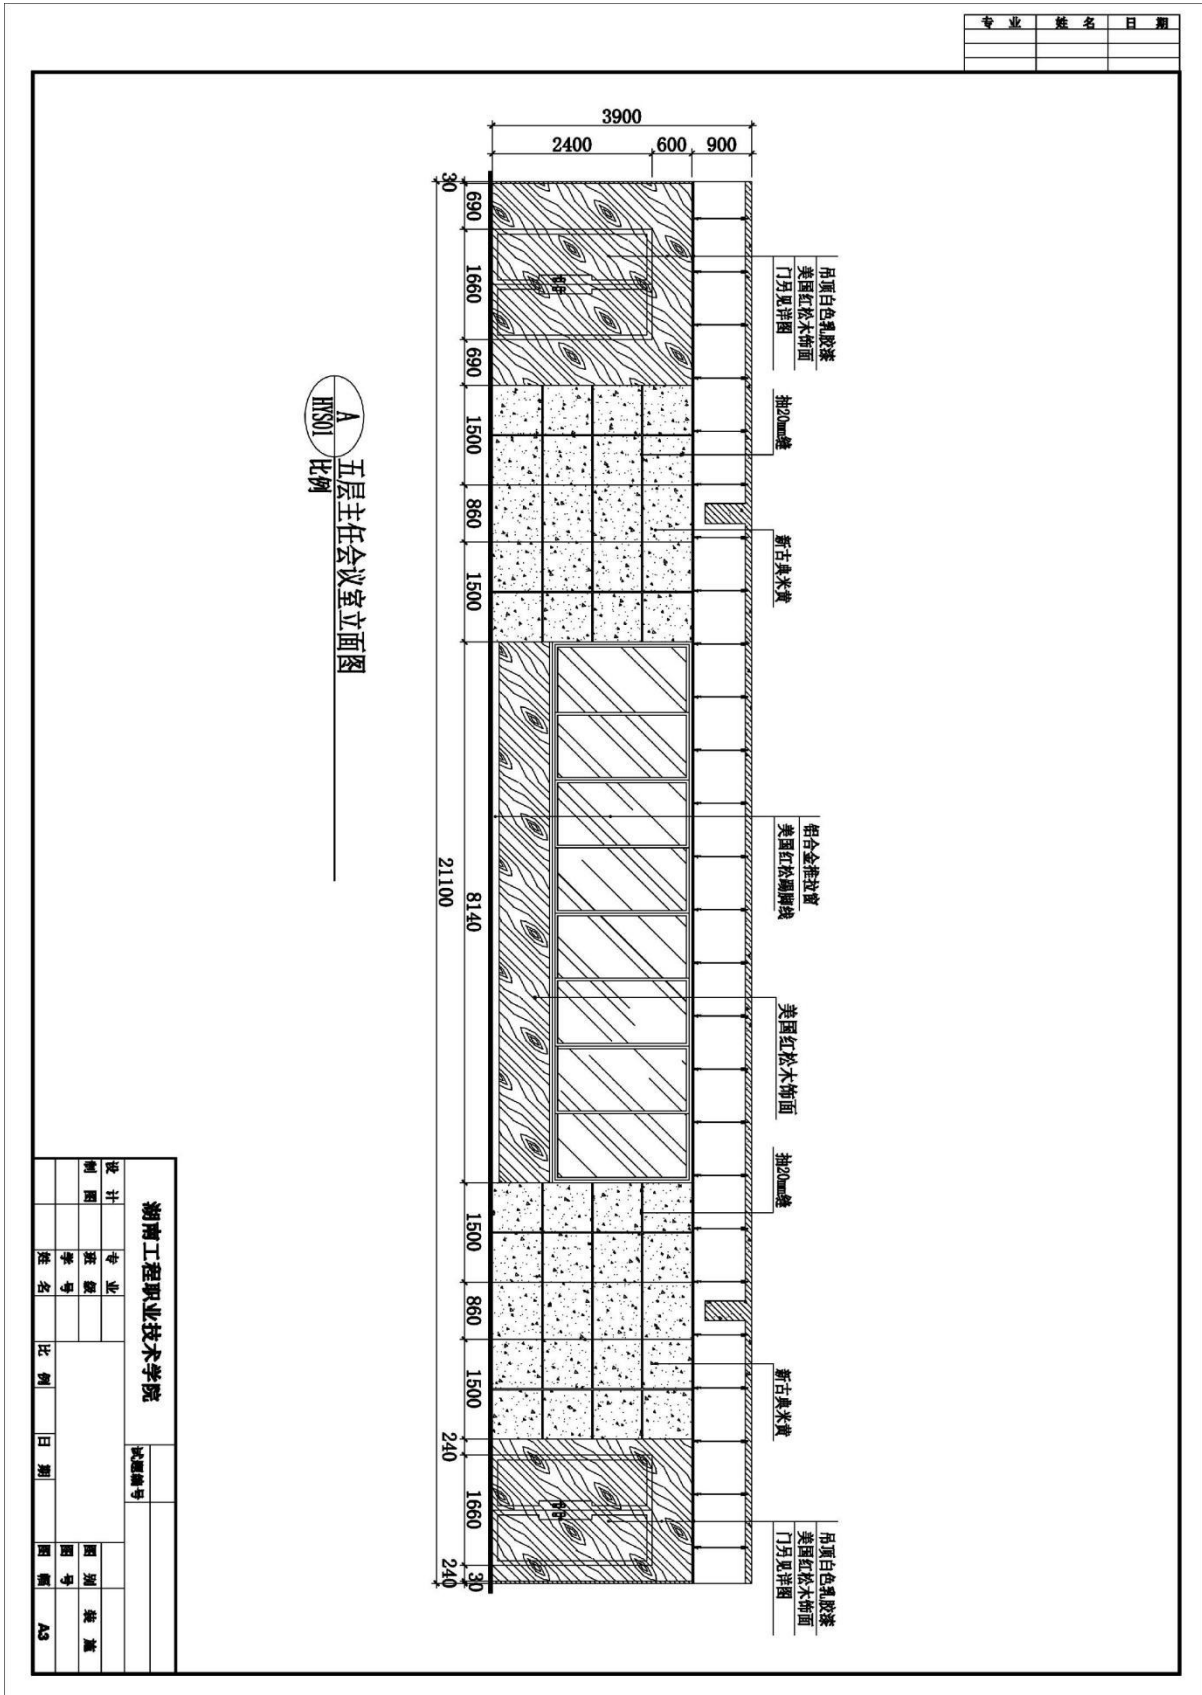 专 业 姓 名 日 期
3900
2400 600 900
吊顶白色乳胶漆
美国红松木饰面
门另见详图
抽20mm缝
新古典米黄
铝合金推拉窗
美国红松踢脚线
美国红松木饰面
抽20mm缝
新古典米黄
吊顶白色乳胶漆
美国红松木饰面
门另见详图
30 690 1660 690 1500 860 1500 8140 1500 860 1500 240 1660 240 30
21100
A
HYS01
五层主任会议室立面图
比例
湖南工程职业技术学院
试题编号
设 计 专 业
制 图 班 级 图 别 装 施
学 号 图 号
姓 名 比 例 日 期 图 幅 A3